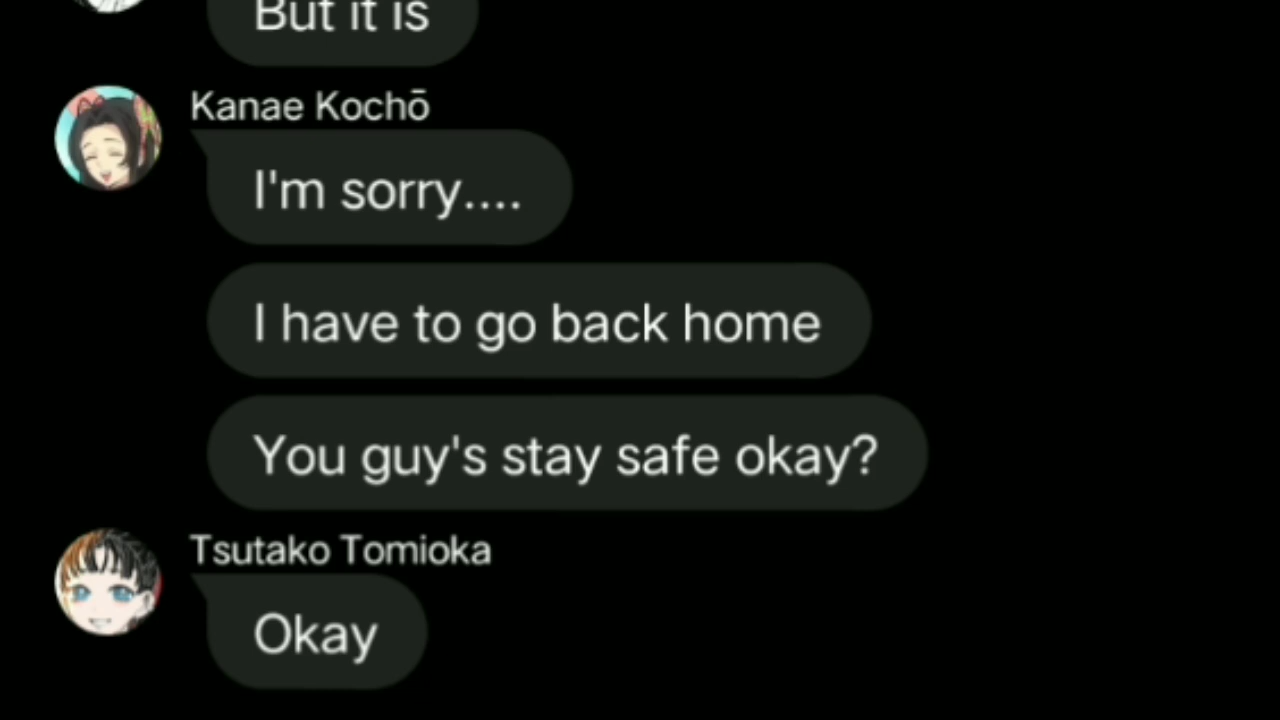 But it is
Kanae Kochō
I'm sorry....
I have to go back home
You guy's stay safe okay?
Tsutako Tomioka
Okay